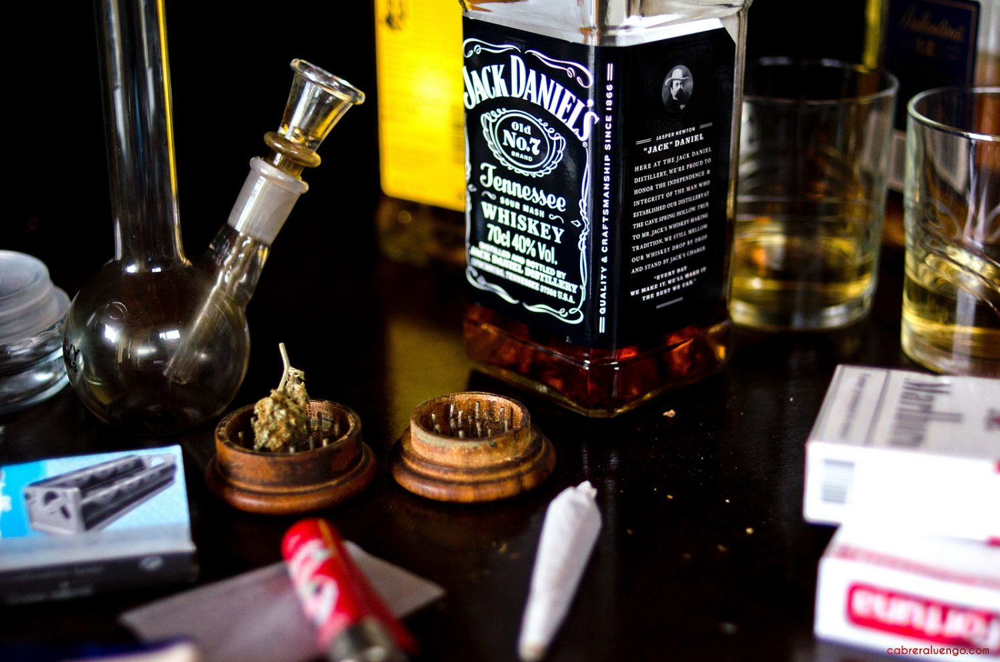 JACK DANIEL'S
Old
No.7
BRAND
Tennessee
SOUR MASH
WHISKEY
70cl 40% Vol.
DISTILLED AND BOTTLED BY
JACK DANIEL DISTILLERY
QUALITY & CRAFTSMANSHIP SINCE 1866
JASPER NEWTON
"JACK" DANIEL
HERE AT THE JACK DANIEL
DISTILLERY, WE'RE PROUD TO
HONOR THE INDEPENDENCE &
INTEGRITY OF THE MAN WHO
ESTABLISHED OUR DISTILLERY AT
THE CAVE SPRING HOLLOW. TRUE
TO MR. JACK'S WHISKEY-MAKING
TRADITION, WE STILL MELLOW
OUR WHISKEY DROP BY DROP
AND STAND BY JACK'S CHARGE
"EVERY DAY
WE MAKE IT, WE'LL MAKE IT
THE BEST WE CAN."
Marlboro
Fortuna
cabreraluengo.com